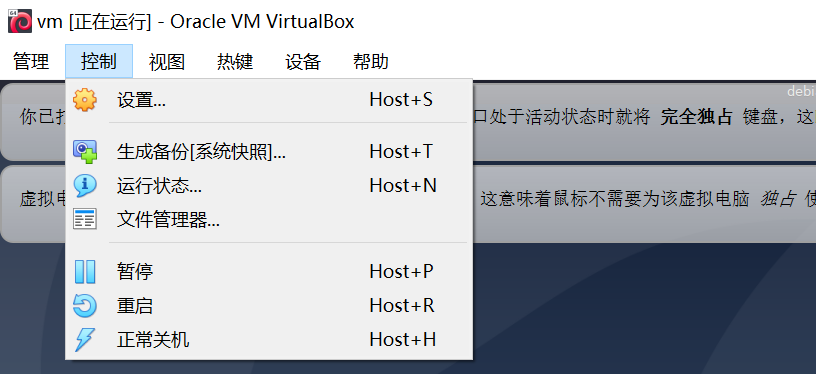 64
vm [正在运行] - Oracle VM VirtualBox
管理 控制 视图 热键 设备 帮助
debi
设置... Host+S
你已 口处于活动状态时就将 完全独占 键盘，这
生成备份[系统快照]... Host+T
运行状态... Host+N
虚拟电 这意味着鼠标不需要为该虚拟电脑 独占 使
文件管理器...
暂停 Host+P
重启 Host+R
正常关机 Host+H